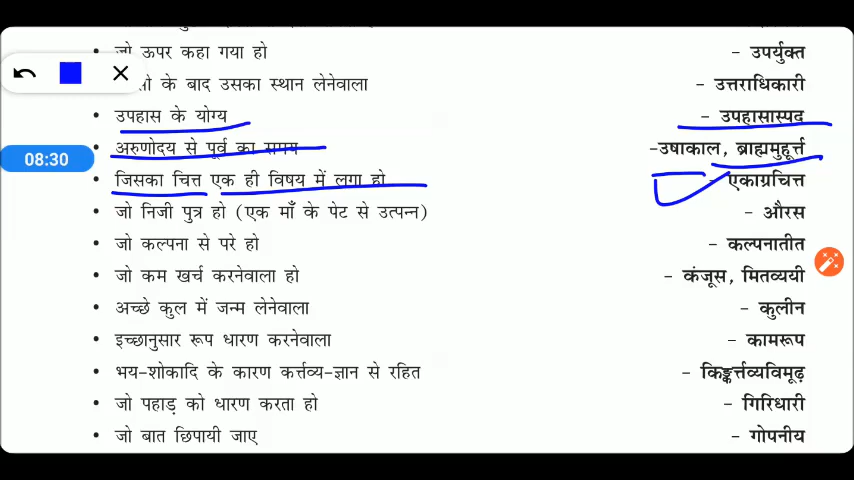 जो ऊपर कहा गया हो - उपर्युक्त
के बाद उसका स्थान लेनेवाला - उत्तराधिकारी
उपहास के योग्य - उपहासास्पद
अरुणोदय से पूर्व का समय -उषाकाल, ब्राह्ममुहूर्त्त
08:30
जिसका चित्त एक ही विषय में लगा हो - एकाग्रचित्त
जो निजी पुत्र हो (एक माँ के पेट से उत्पन्न) - औरस
जो कल्पना से परे हो - कल्पनातीत
जो कम खर्च करनेवाला हो - कंजूस, मितव्ययी
अच्छे कुल में जन्म लेनेवाला - कुलीन
इच्छानुसार रूप धारण करनेवाला - कामरूप
भय-शोकादि के कारण कर्त्तव्य-ज्ञान से रहित - किङ्कर्त्तव्यविमूढ़
जो पहाड़ को धारण करता हो - गिरिधारी
जो बात छिपायी जाए - गोपनीय